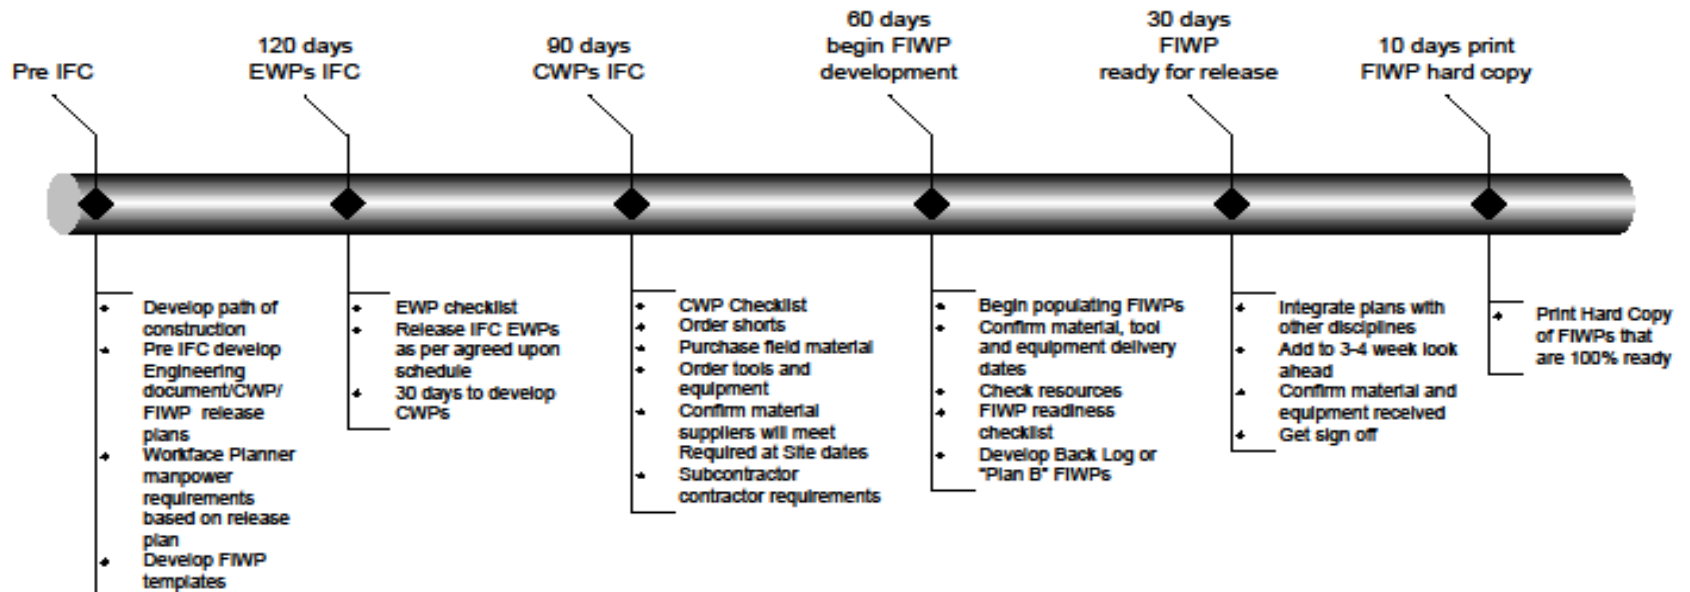 Pre IFC
120 days
EWPs IFC
90 days
CWPs IFC
60 days
begin FIWP
development
30 days
FIWP
ready for release
10 days print
FIWP hard copy
Develop path of
construction
Pre IFC develop
Engineering
document/CWP/
FIWP release
plans
Workface Planner
manpower
requirements
based on release
plan
Develop FIWP
templates
EWP checklist
Release IFC EWPs
as per agreed upon
schedule
30 days to develop
CWPs
CWP Checklist
Order shorts
Purchase field material
Order tools and
equipment
Confirm material
suppliers will meet
Required at Site dates
Subcontractor
contractor requirements
Begin populating FIWPs
Confirm material, tool
and equipment delivery
dates
Check resources
FIWP readiness
checklist
Develop Back Log or
"Plan B" FIWPs
Integrate plans with
other disciplines
Add to 3-4 week look
ahead
Confirm material and
equipment received
Get sign off
Print Hard Copy
of FIWPs that
are 100% ready